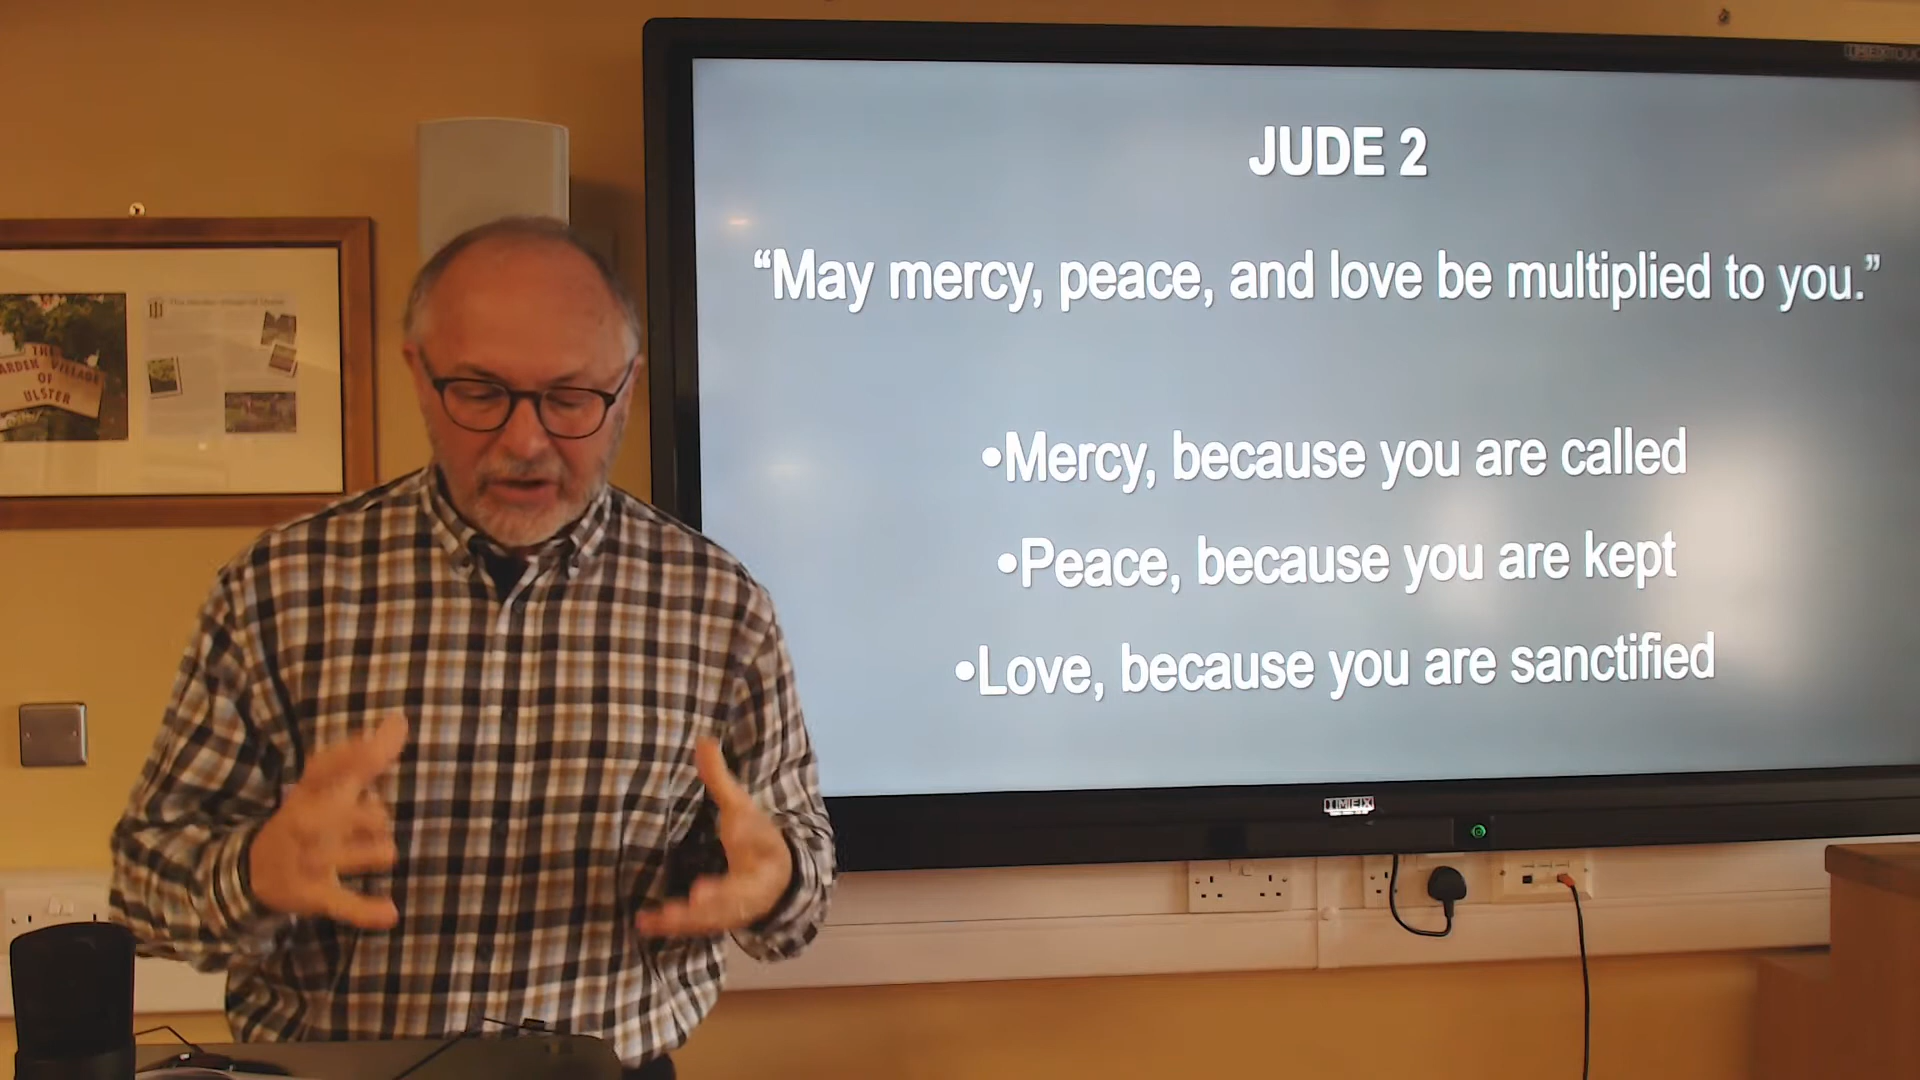 JUDE 2
“May mercy, peace, and love be multiplied to you.”
•Mercy, because you are called
•Peace, because you are kept
•Love, because you are sanctified
THE
GARDEN VILLAGE
OF
ULSTER